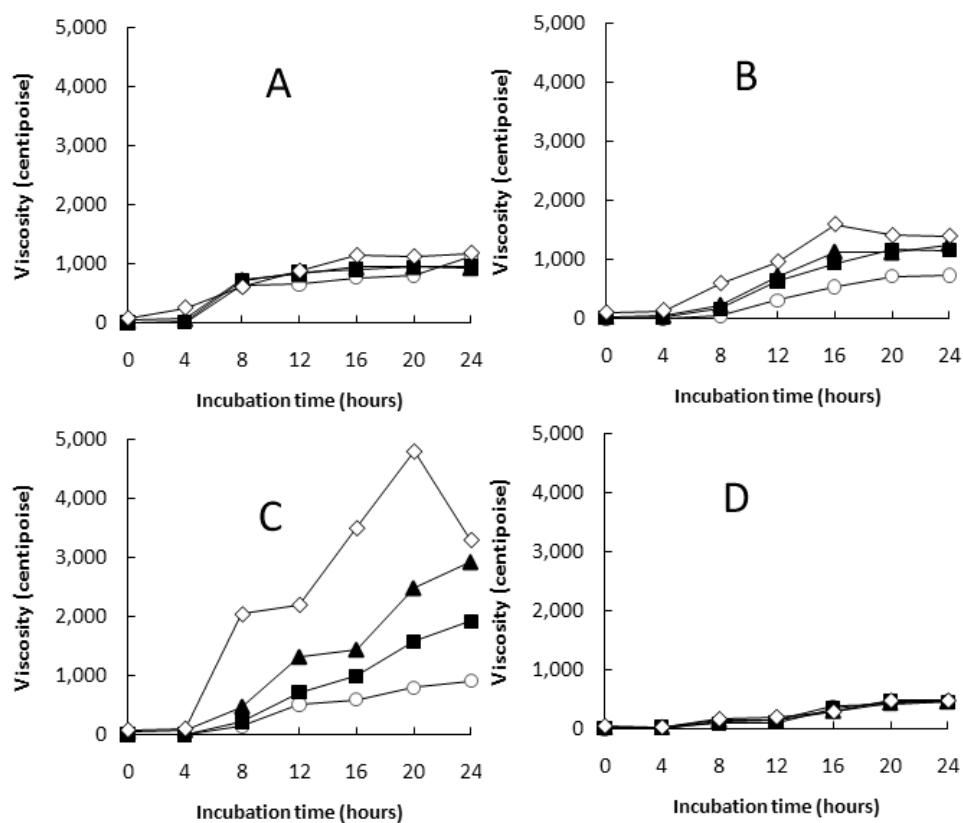 5,000
4,000
3,000
2,000
1,000
0
Viscosity (centipoise)
A
0 4 8 12 16 20 24
Incubation time (hours)
5,000
4,000
3,000
2,000
1,000
0
Viscosity (centipoise)
B
0 4 8 12 16 20 24
Incubation time (hours)
5,000
4,000
3,000
2,000
1,000
0
Viscosity (centipoise)
C
0 4 8 12 16 20 24
Incubation time (hours)
5,000
4,000
3,000
2,000
1,000
0
Viscosity (centipoise)
D
0 4 8 12 16 20 24
Incubation time (hours)